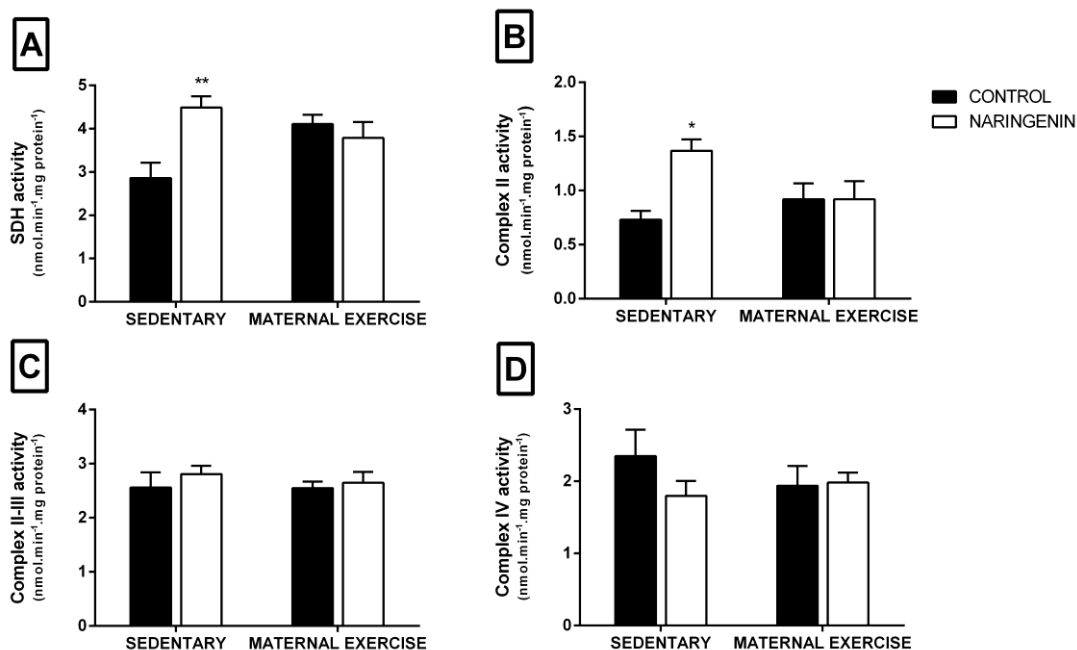 A
SDH activity
(nmol.min⁻¹.mg protein⁻¹)
5
4
3
2
1
0
**
SEDENTARY MATERNAL EXERCISE
B
Complex II activity
(nmol.min⁻¹.mg protein⁻¹)
2.0
1.5
1.0
0.5
0.0
*
SEDENTARY MATERNAL EXERCISE
CONTROL
NARINGENIN
C
Complex II-III activity
(nmol.min⁻¹.mg protein⁻¹)
4
3
2
1
0
SEDENTARY MATERNAL EXERCISE
D
Complex IV activity
(nmol.min⁻¹.mg protein⁻¹)
3
2
1
0
SEDENTARY MATERNAL EXERCISE